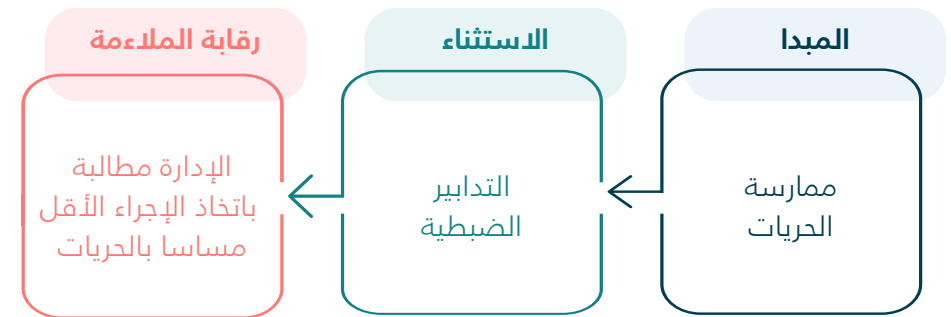 المبدا
ممارسة
الحريات
الاستثناء
التدابير
الضبطية
رقابة الملاءمة
الإدارة مطالبة
باتخاذ الإجراء الأقل
مساسا بالحريات